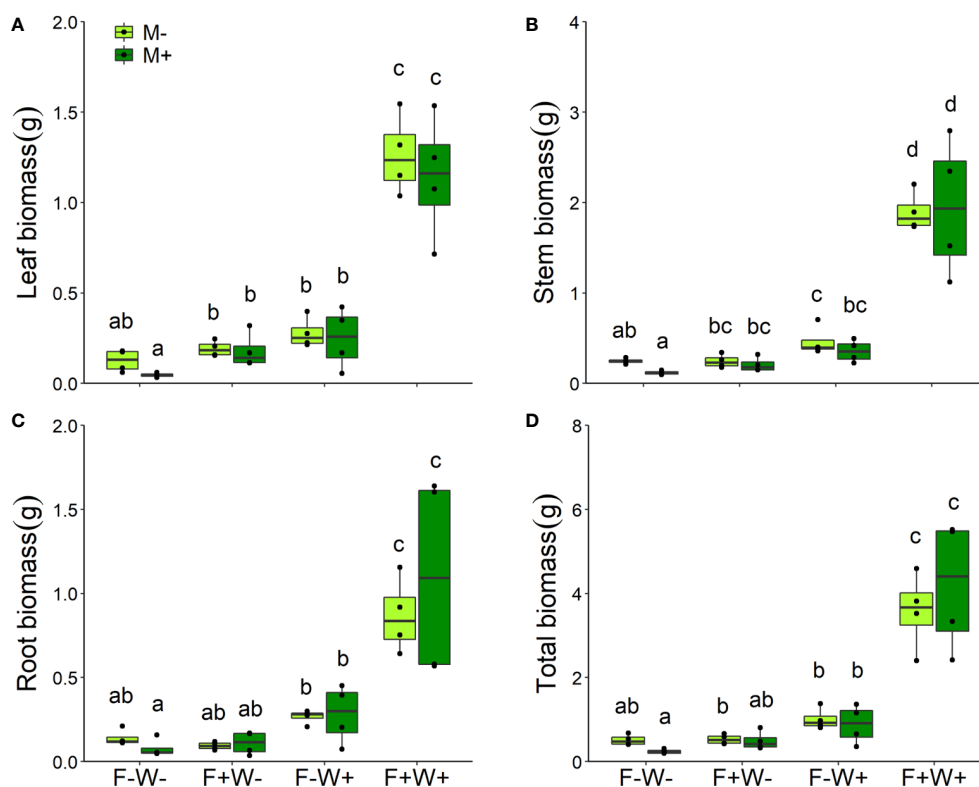 A
M-
M+
Leaf biomass(g)
2.0
1.5
1.0
0.5
0.0
ab
a
b
b
b
b
c
c
B
Stem biomass(g)
4
3
2
1
0
ab
a
bc
bc
c
bc
d
d
C
Root biomass(g)
2.0
1.5
1.0
0.5
0.0
ab
a
ab
ab
b
b
c
c
F-W-
F+W-
F-W+
F+W+
D
Total biomass(g)
8
6
4
2
0
ab
a
b
ab
b
b
c
c
F-W-
F+W-
F-W+
F+W+